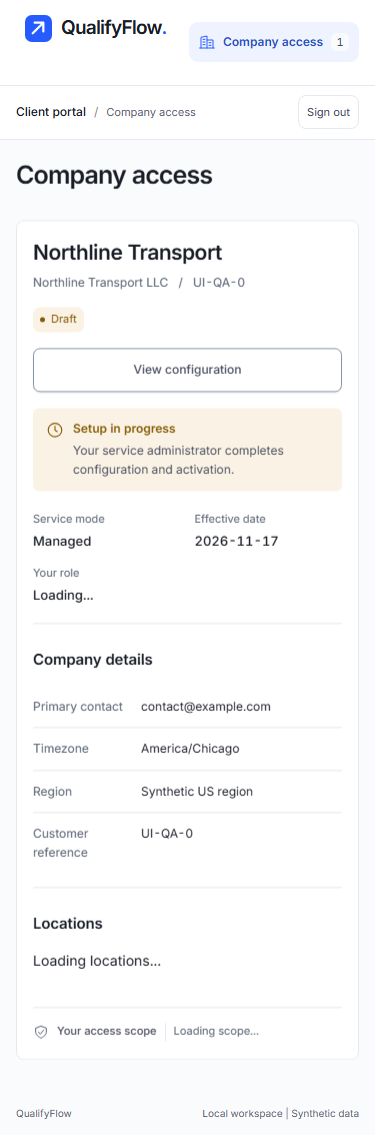 QualifyFlow.
Company access 1
Client portal / Company access
Sign out
Company access
Northline Transport
Northline Transport LLC / UI-QA-0
Draft
View configuration
Setup in progress
Your service administrator completes
configuration and activation.
Service mode
Managed
Effective date
2026-11-17
Your role
Loading...
Company details
Primary contact contact@example.com
Timezone America/Chicago
Region Synthetic US region
Customer reference UI-QA-0
Locations
Loading locations...
Your access scope Loading scope...
QualifyFlow
Local workspace | Synthetic data